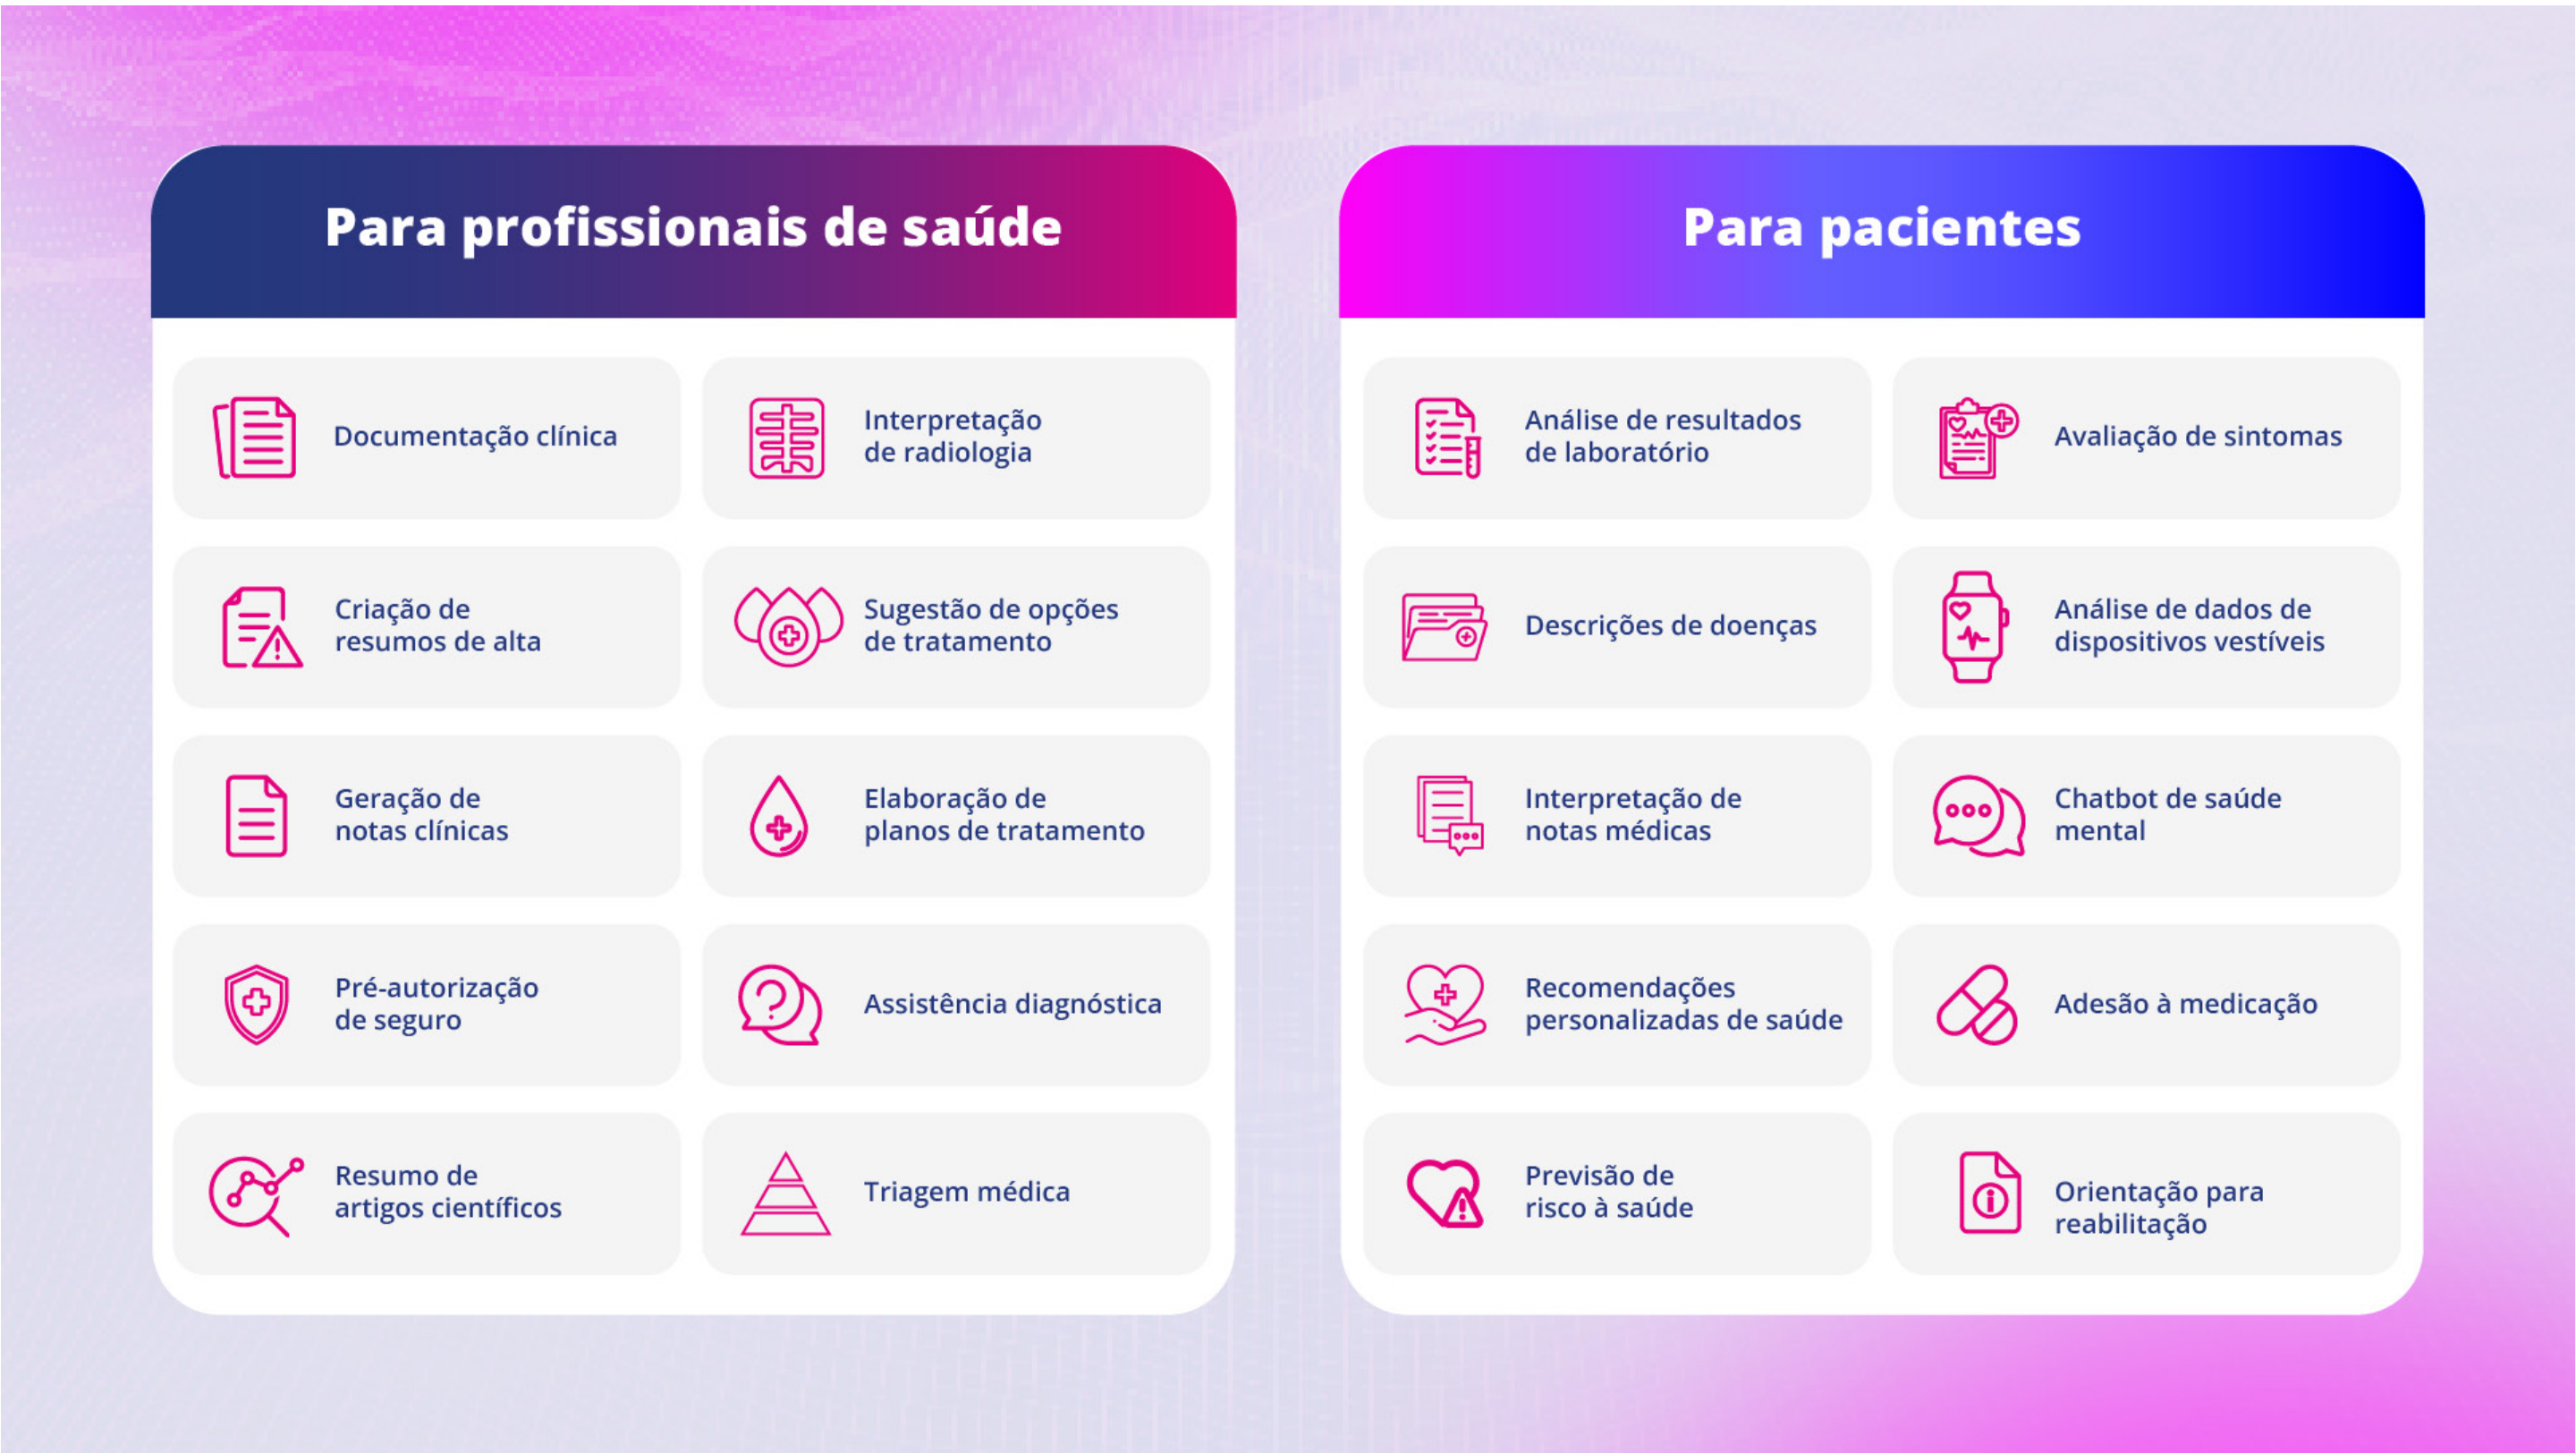 Para profissionais de saúde
Documentação clínica
Interpretação
de radiologia
Criação de
resumos de alta
Sugestão de opções
de tratamento
Geração de
notas clínicas
Elaboração de
planos de tratamento
Pré-autorização
de seguro
Assistência diagnóstica
Resumo de
artigos científicos
Triagem médica
Para pacientes
Análise de resultados
de laboratório
Avaliação de sintomas
Descrições de doenças
Análise de dados de
dispositivos vestíveis
Interpretação de
notas médicas
Chatbot de saúde
mental
Recomendações
personalizadas de saúde
Adesão à medicação
Previsão de
risco à saúde
Orientação para
reabilitação